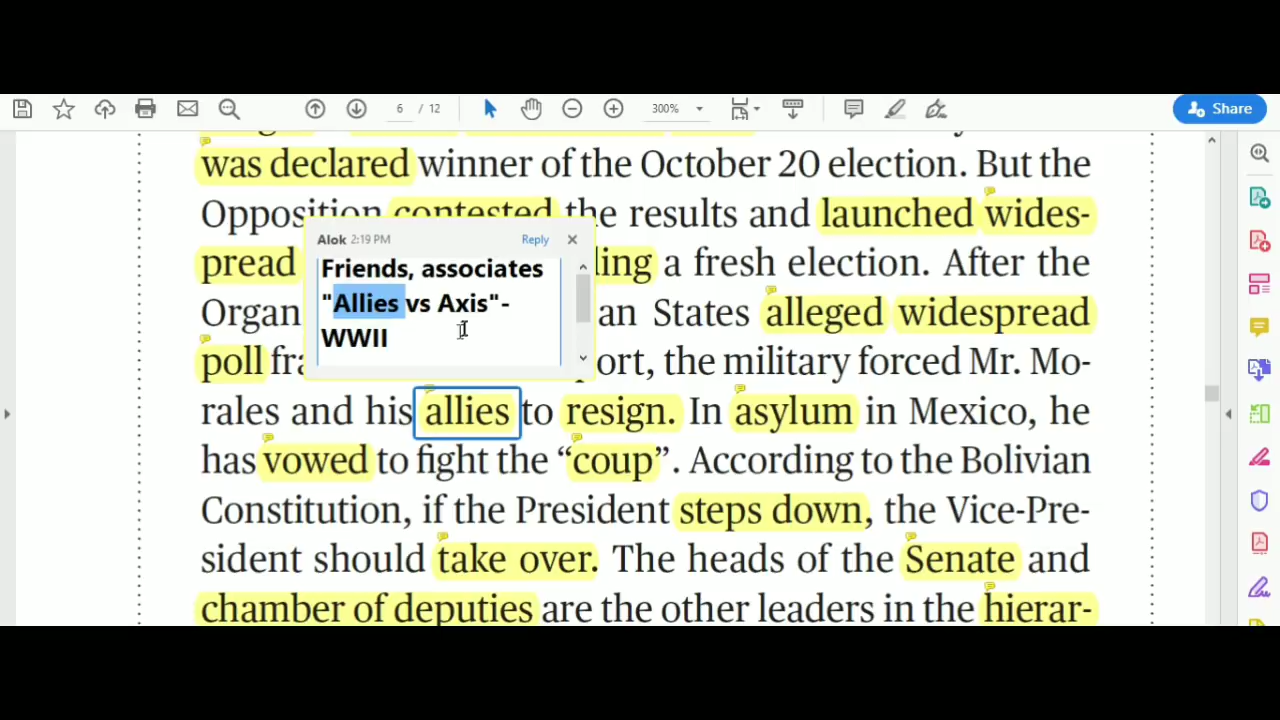 6 / 12 300% Share
was declared winner of the October 20 election. But the
Opposition contested the results and launched wides-
pread ling a fresh election. After the
Organ an States alleged widespread
poll fra ort, the military forced Mr. Mo-
rales and his allies to resign. In asylum in Mexico, he
has vowed to fight the “coup”. According to the Bolivian
Constitution, if the President steps down, the Vice-Pre-
sident should take over. The heads of the Senate and
chamber of deputies are the other leaders in the hierar-
Alok 2:19 PM Reply
Friends, associates
"Allies vs Axis"-
WWII